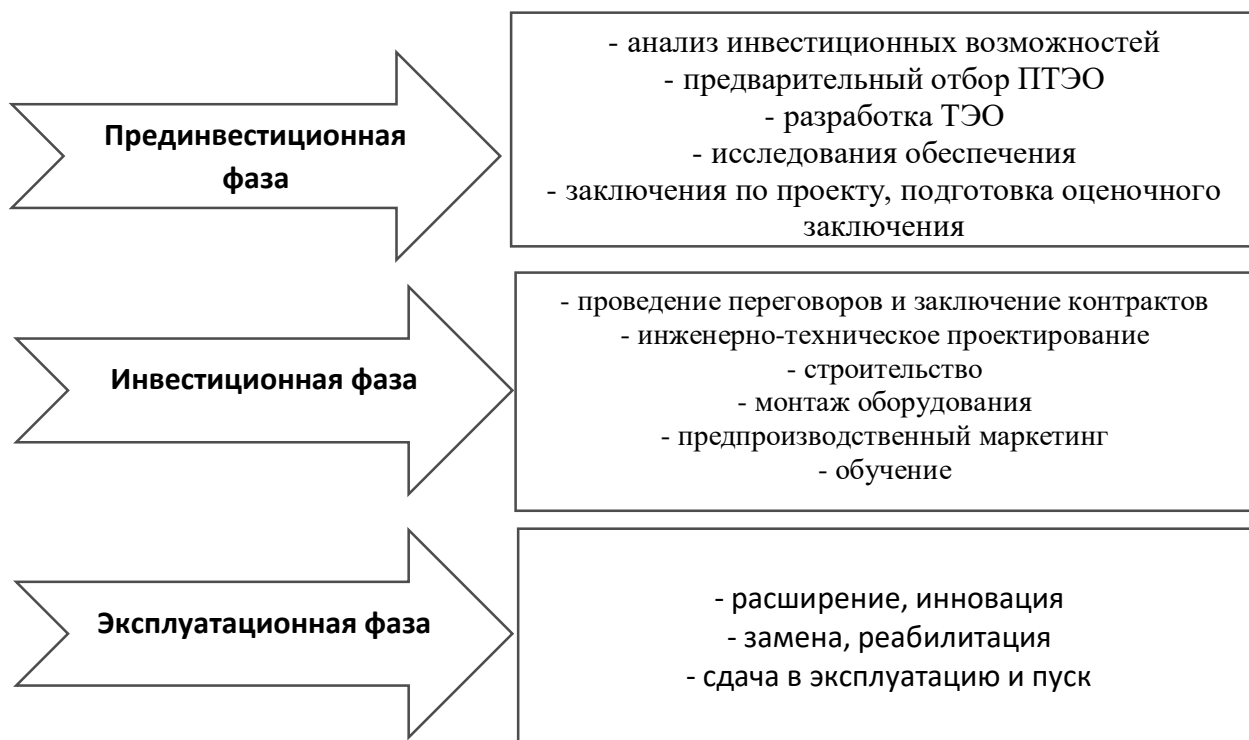 Прединвестиционная
фаза
- анализ инвестиционных возможностей
- предварительный отбор ПТЭО
- разработка ТЭО
- исследования обеспечения
- заключения по проекту, подготовка оценочного
заключения
Инвестиционная фаза
- проведение переговоров и заключение контрактов
- инженерно-техническое проектирование
- строительство
- монтаж оборудования
- предпроизводственный маркетинг
- обучение
Эксплуатационная фаза
- расширение, инновация
- замена, реабилитация
- сдача в эксплуатацию и пуск